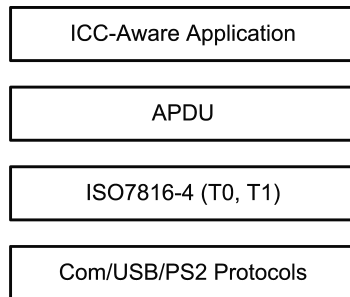 ICC-Aware Application
APDU
ISO7816-4 (T0, T1)
Com/USB/PS2 Protocols